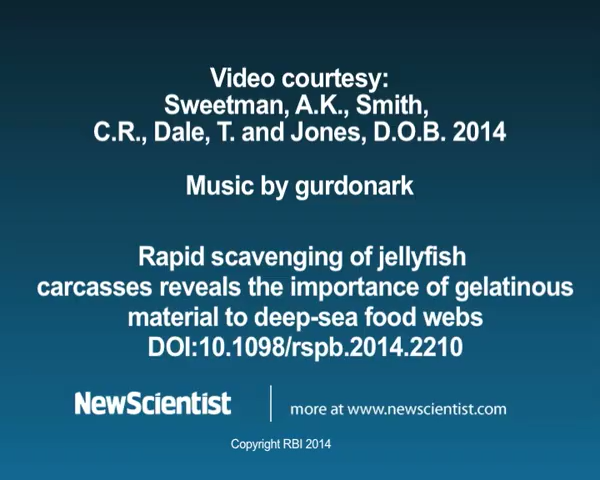 Video courtesy:
Sweetman, A.K., Smith,
C.R., Dale, T. and Jones, D.O.B. 2014
Music by gurdonark
Rapid scavenging of jellyfish
carcasses reveals the importance of gelatinous
material to deep-sea food webs
DOI:10.1098/rspb.2014.2210
NewScientist
more at www.newscientist.com
Copyright RBI 2014